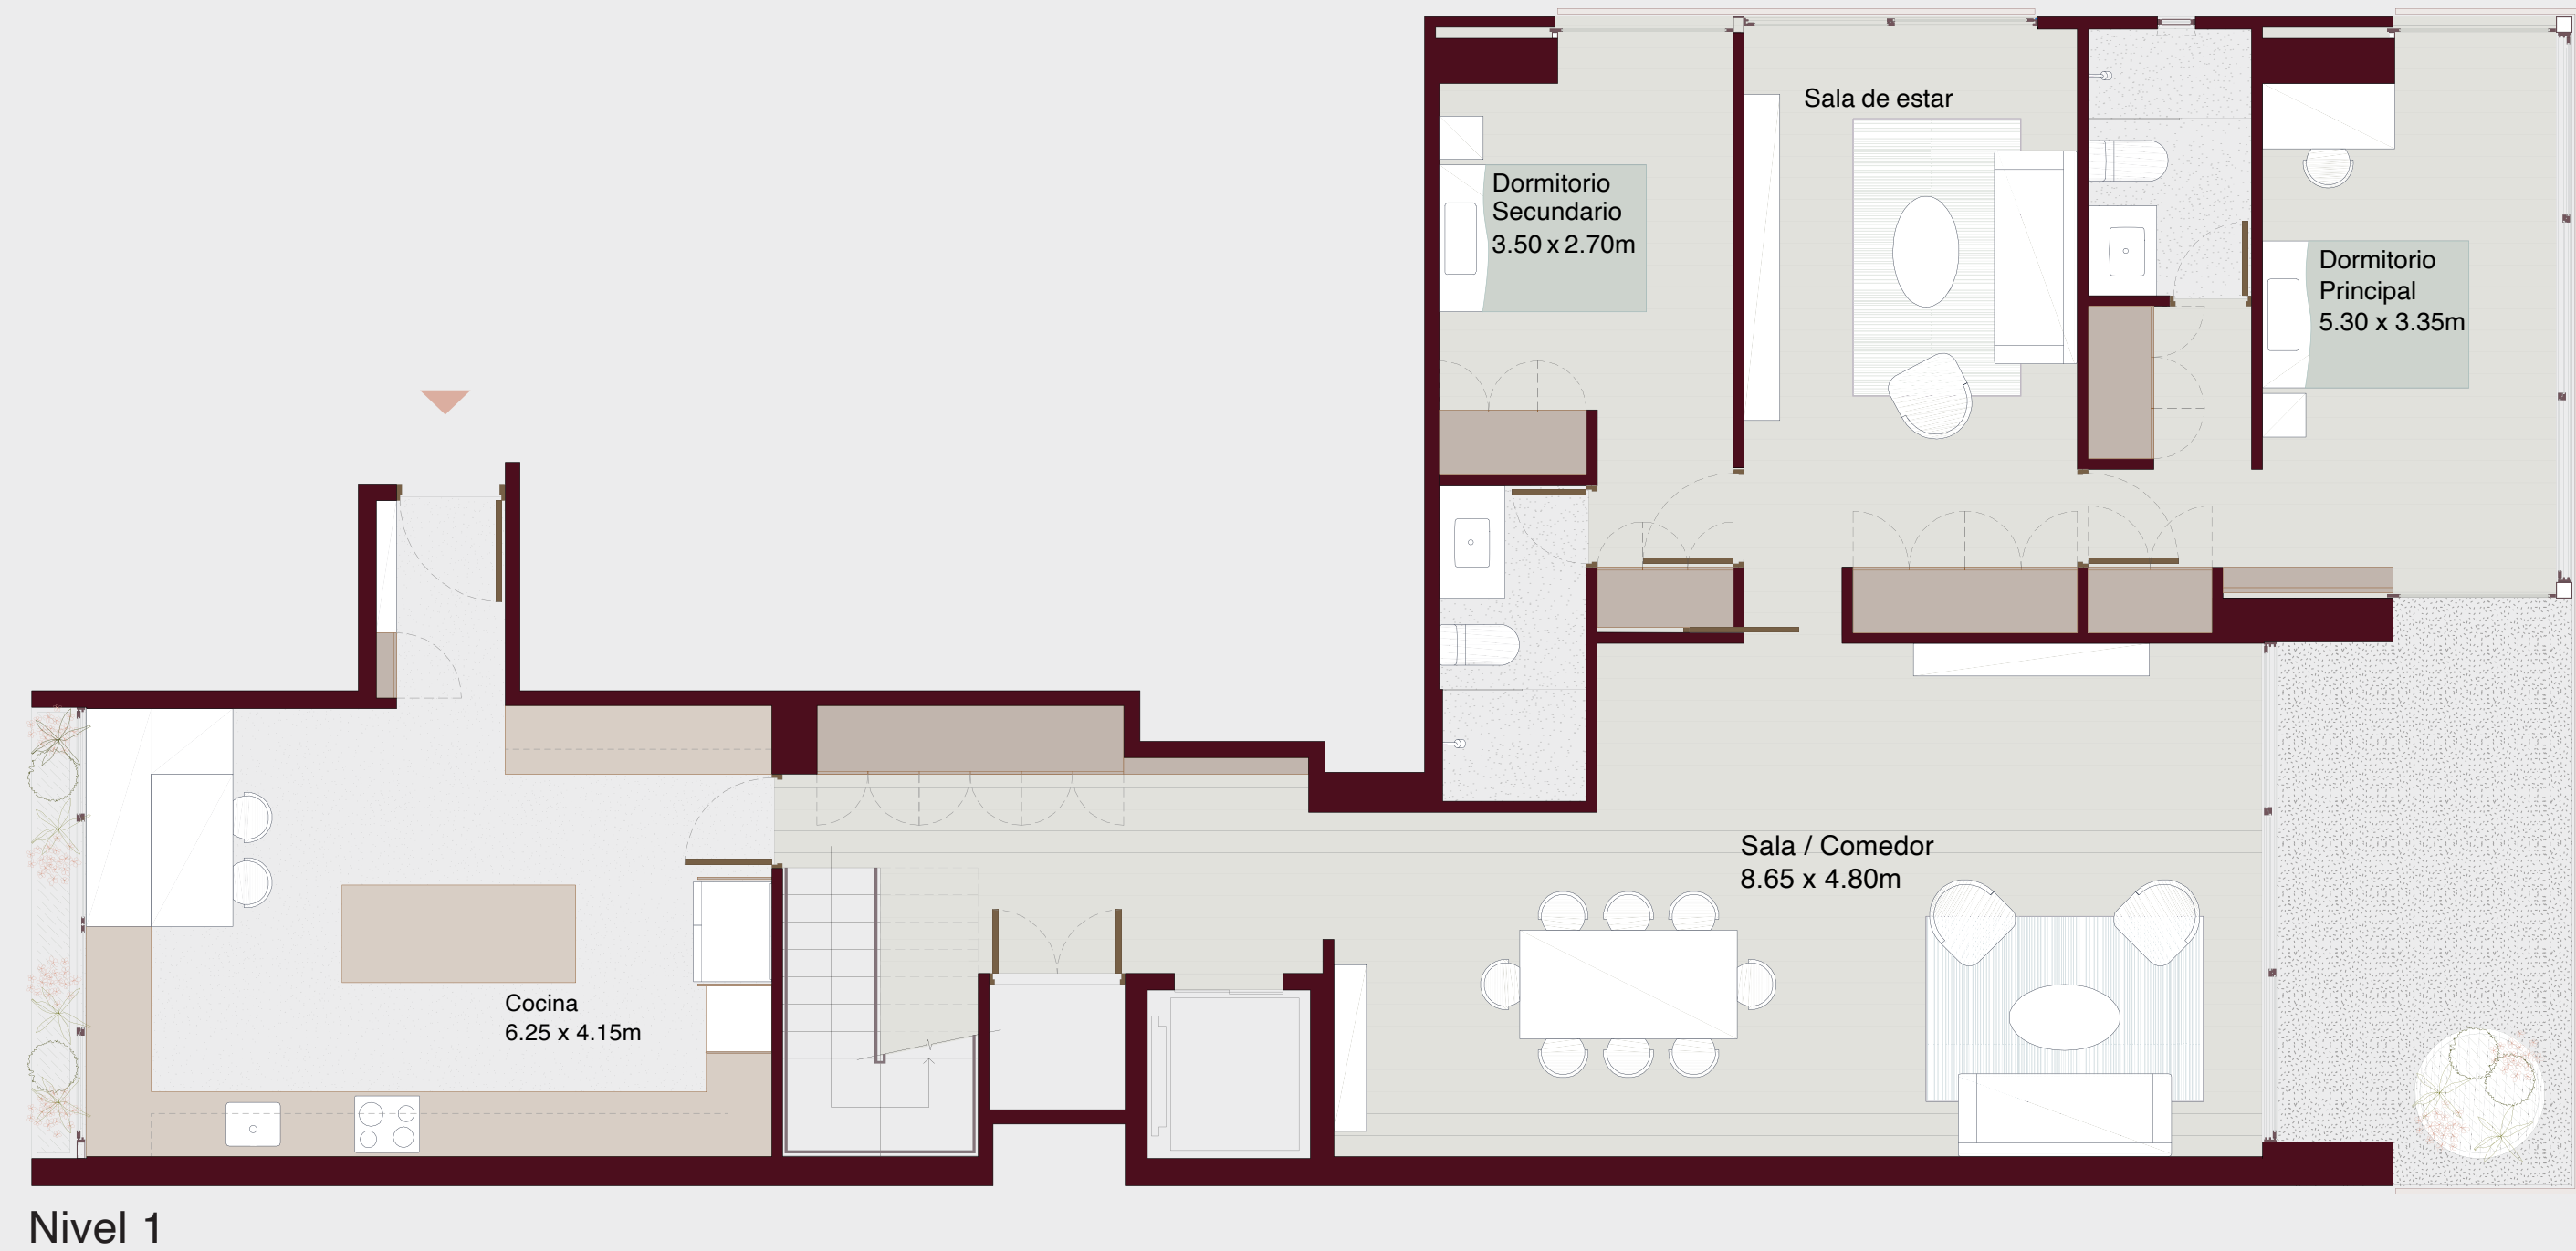 Sala de estar
Dormitorio
Secundario
3.50 x 2.70m
Dormitorio
Principal
5.30 x 3.35m
Sala / Comedor
8.65 x 4.80m
Cocina
6.25 x 4.15m
Nivel 1